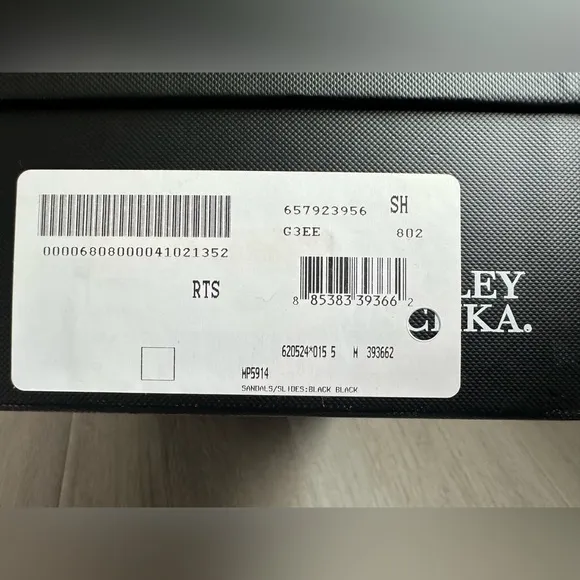 657923956 SH
G3EE 802
00006808000041021352
RTS
8 85383 39366 2
LEY
KA.
620524*015 5 M 393662
MP5914
SANDALS/SLIDES:BLACK BLACK